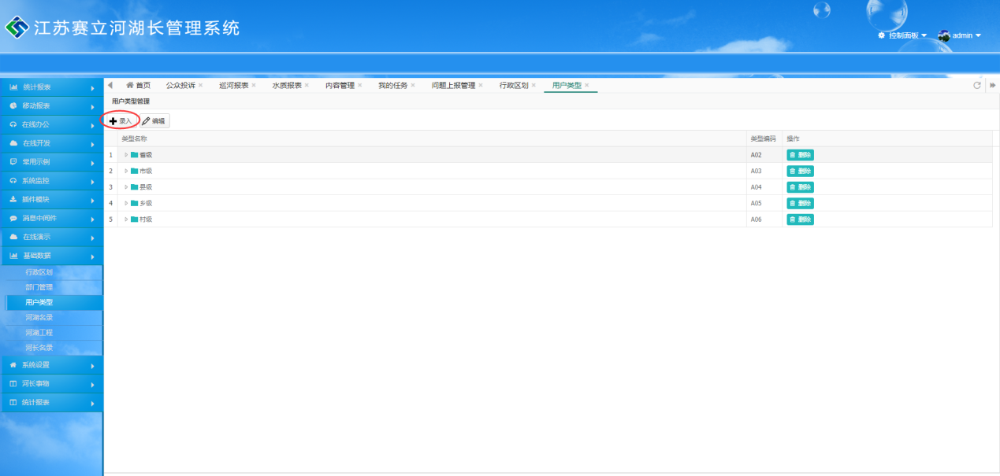 江苏赛立河湖长管理系统
控制面板 admin
首页 公众投诉 巡河报表 水质报表 内容管理 我的任务 问题上报管理 行政区划 用户类型
用户类型管理
录入 编辑
类型名称 类型编码 操作
1 省级 A02 删除
2 市级 A03 删除
3 县级 A04 删除
4 乡级 A05 删除
5 村级 A06 删除
统计报表
移动报表
在线办公
在线开发
常用示例
系统监控
插件模块
消息中间件
在线演示
基础数据
行政区划
部门管理
用户类型
河湖名录
河湖工程
河长名录
系统设置
河长事物
统计报表